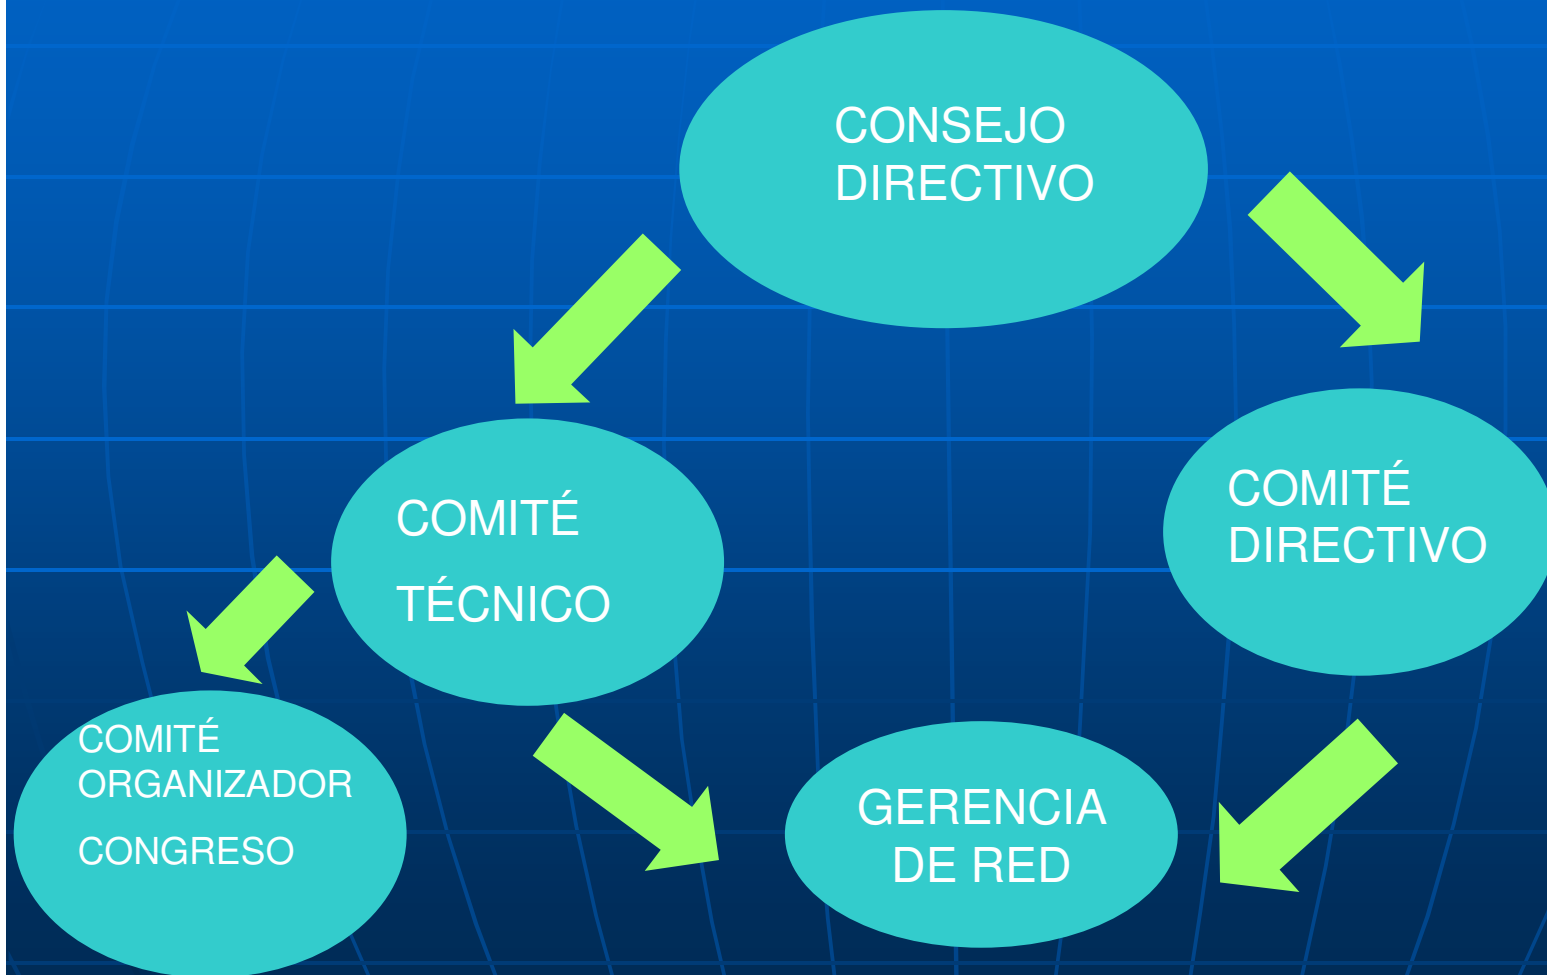 CONSEJO
DIRECTIVO
COMITÉ
TÉCNICO
COMITÉ
DIRECTIVO
COMITÉ
ORGANIZADOR
CONGRESO
GERENCIA
DE RED